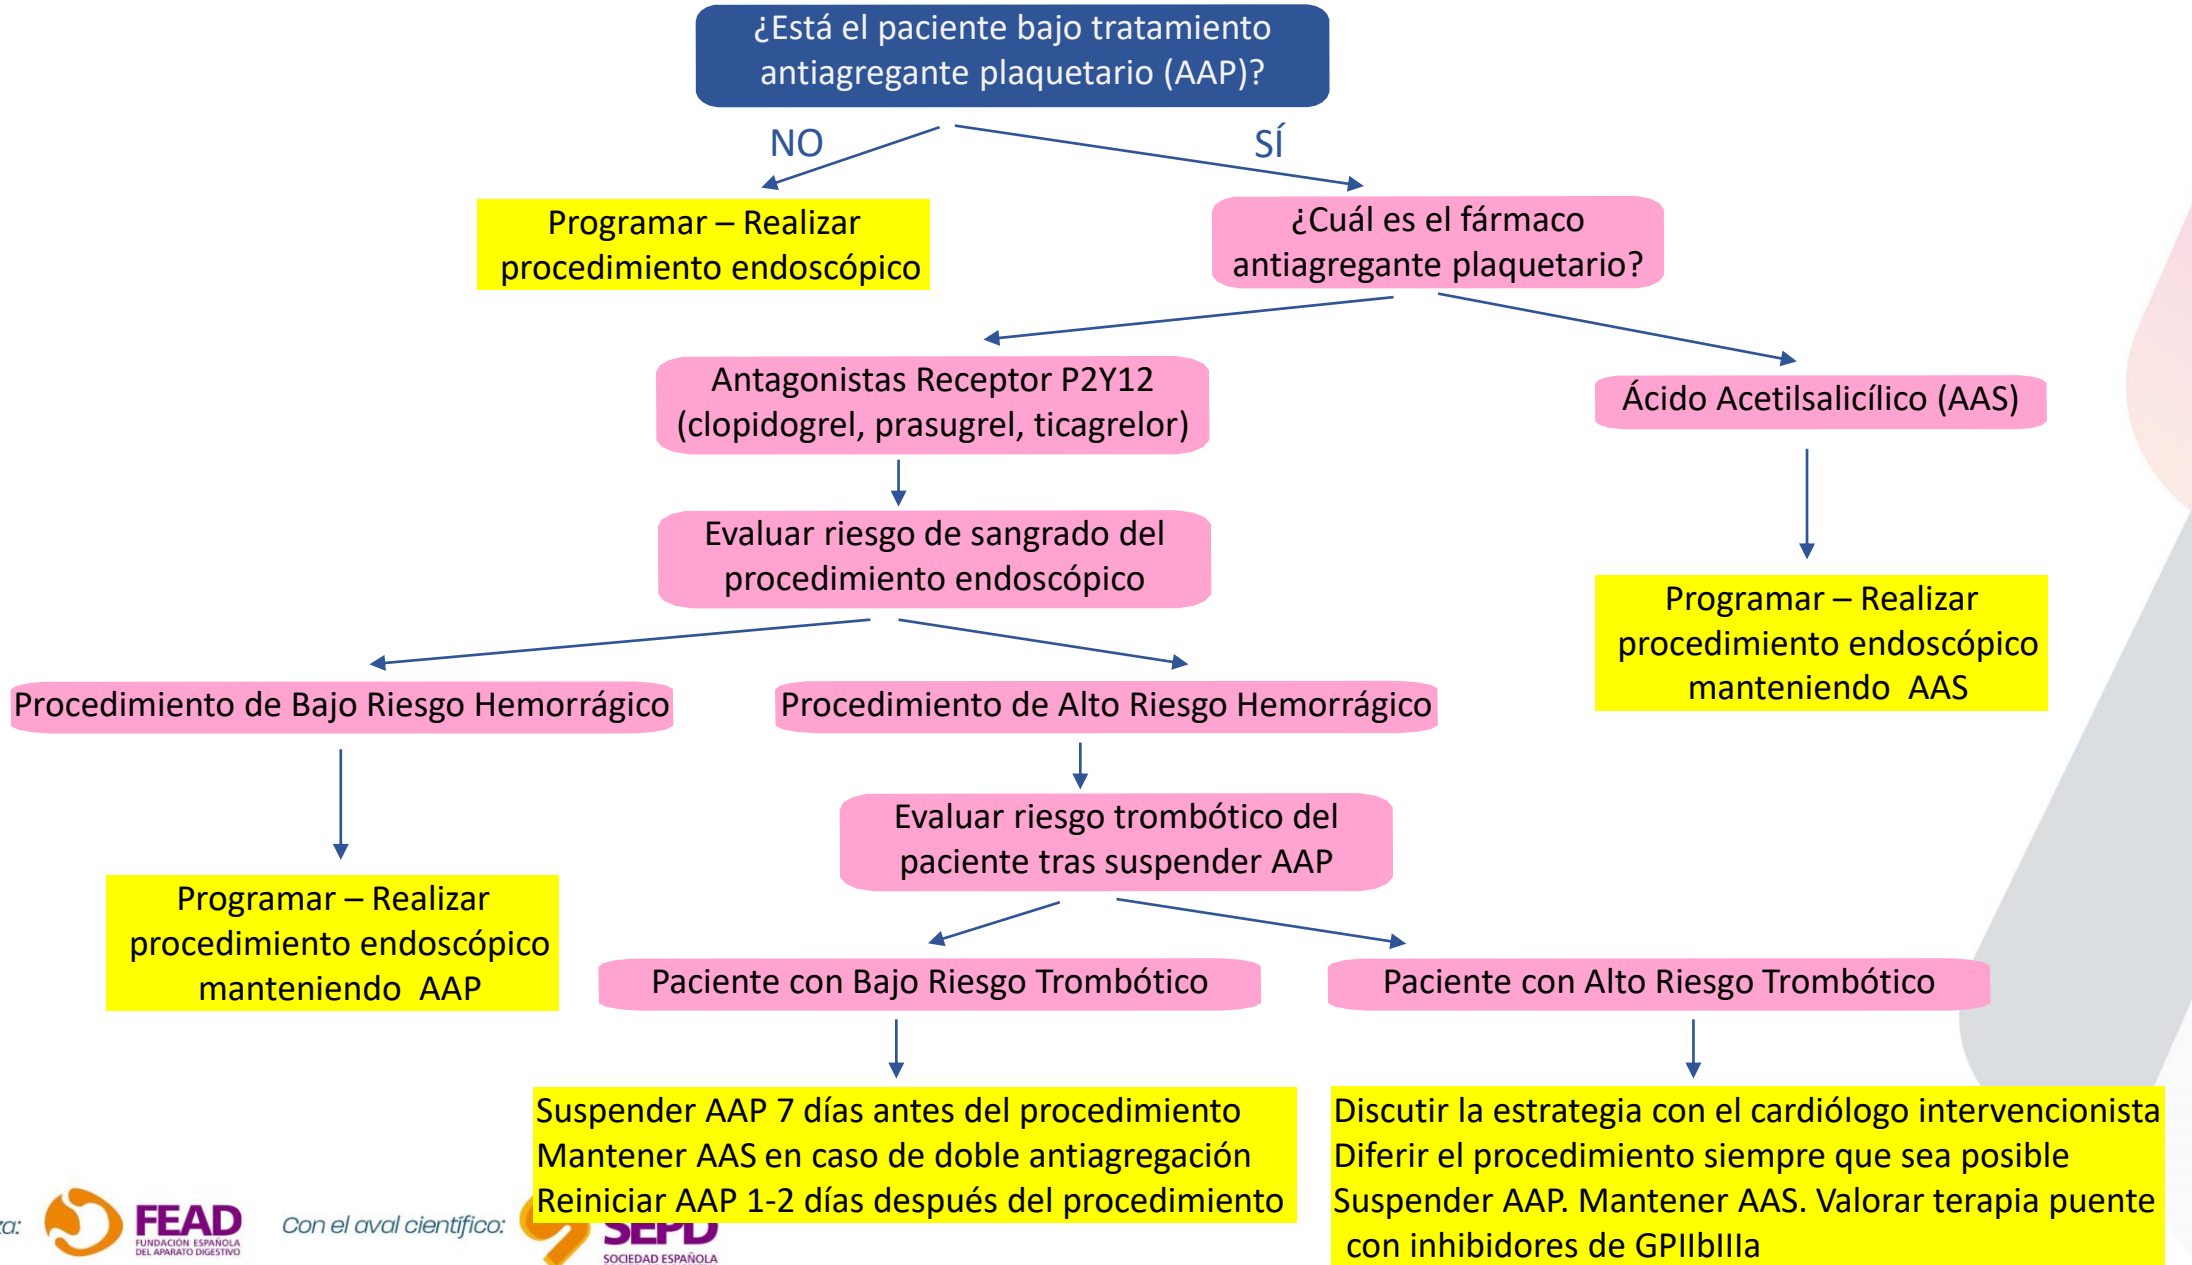 ¿Está el paciente bajo tratamiento
antiagregante plaquetario (AAP)?
NO
SÍ
Programar – Realizar
procedimiento endoscópico
¿Cuál es el fármaco
antiagregante plaquetario?
Antagonistas Receptor P2Y12
(clopidogrel, prasugrel, ticagrelor)
Ácido Acetilsalicílico (AAS)
Evaluar riesgo de sangrado del
procedimiento endoscópico
Programar – Realizar
procedimiento endoscópico
manteniendo AAS
Procedimiento de Bajo Riesgo Hemorrágico
Procedimiento de Alto Riesgo Hemorrágico
Evaluar riesgo trombótico del
paciente tras suspender AAP
Programar – Realizar
procedimiento endoscópico
manteniendo AAP
Paciente con Bajo Riesgo Trombótico
Paciente con Alto Riesgo Trombótico
Suspender AAP 7 días antes del procedimiento
Mantener AAS en caso de doble antiagregación
Reiniciar AAP 1-2 días después del procedimiento
Discutir la estrategia con el cardiólogo intervencionista
Diferir el procedimiento siempre que sea posible
Suspender AAP. Mantener AAS. Valorar terapia puente
con inhibidores de GPIIbIIIa
FEAD
FUNDACIÓN ESPAÑOLA
DEL APARATO DIGESTIVO
Con el aval científico:
SEPD
SOCIEDAD ESPAÑOLA